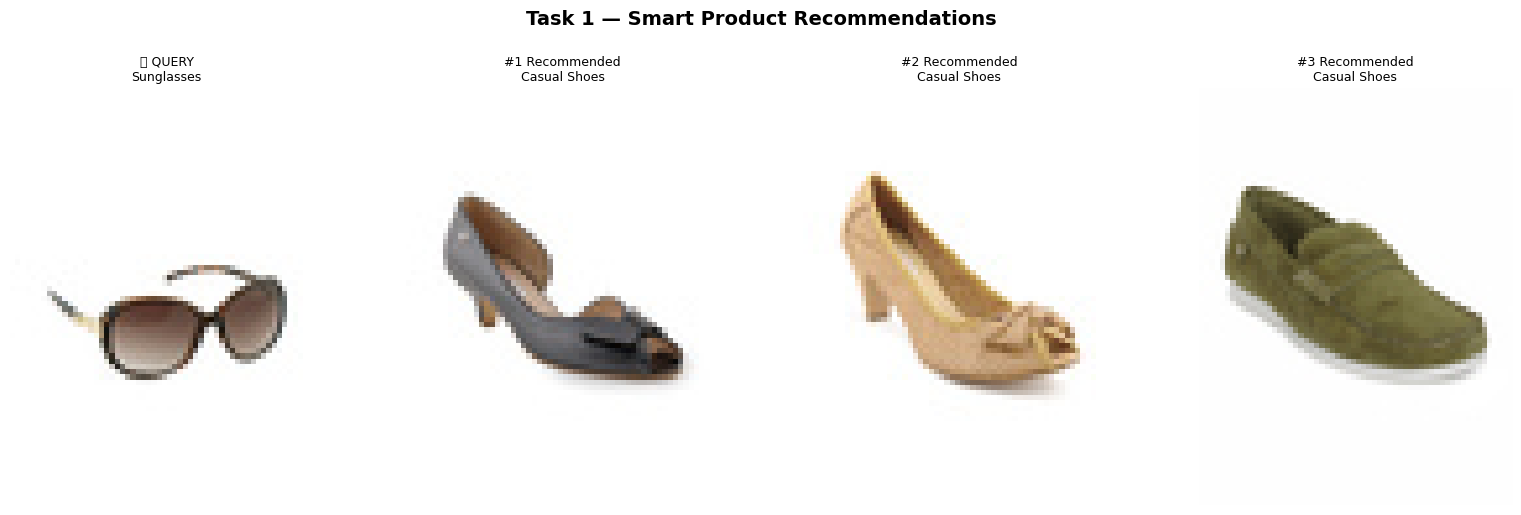 Task 1 — Smart Product Recommendations
QUERY
Sunglasses
#1 Recommended
Casual Shoes
#2 Recommended
Casual Shoes
#3 Recommended
Casual Shoes